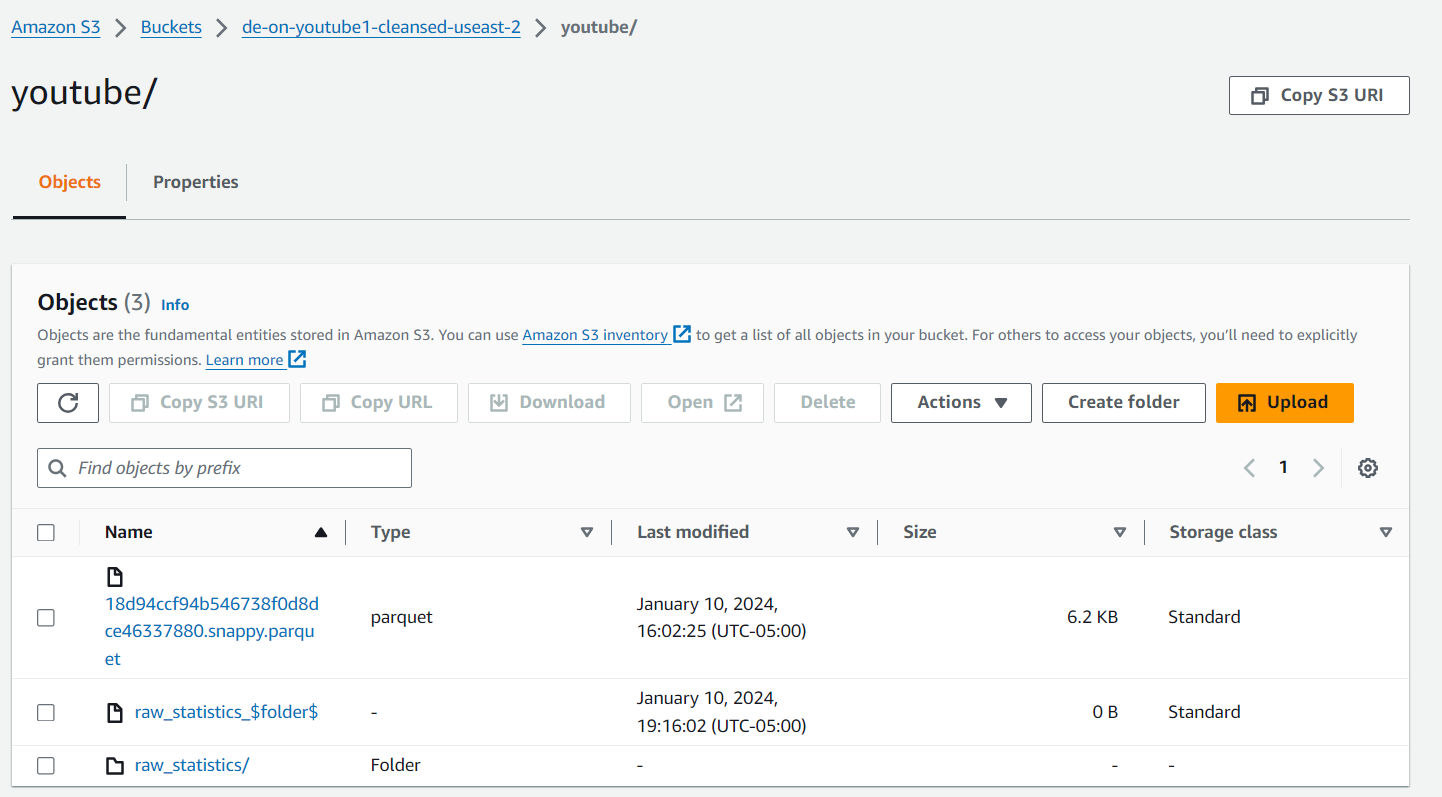 Amazon S3 > Buckets > de-on-youtube1-cleansed-useast-2 > youtube/
youtube/
Copy S3 URI
Objects Properties
Objects (3) Info
Objects are the fundamental entities stored in Amazon S3. You can use Amazon S3 inventory to get a list of all objects in your bucket. For others to access your objects, you’ll need to explicitly
grant them permissions. Learn more
Copy S3 URI Copy URL Download Open Delete Actions Create folder Upload
Find objects by prefix
1
Name Type Last modified Size Storage class
18d94ccf94b546738f0d8d
ce46337880.snappy.parqu
et
parquet
January 10, 2024,
16:02:25 (UTC-05:00)
6.2 KB
Standard
raw_statistics_$folder$
-
January 10, 2024,
19:16:02 (UTC-05:00)
0 B
Standard
raw_statistics/ Folder - - -